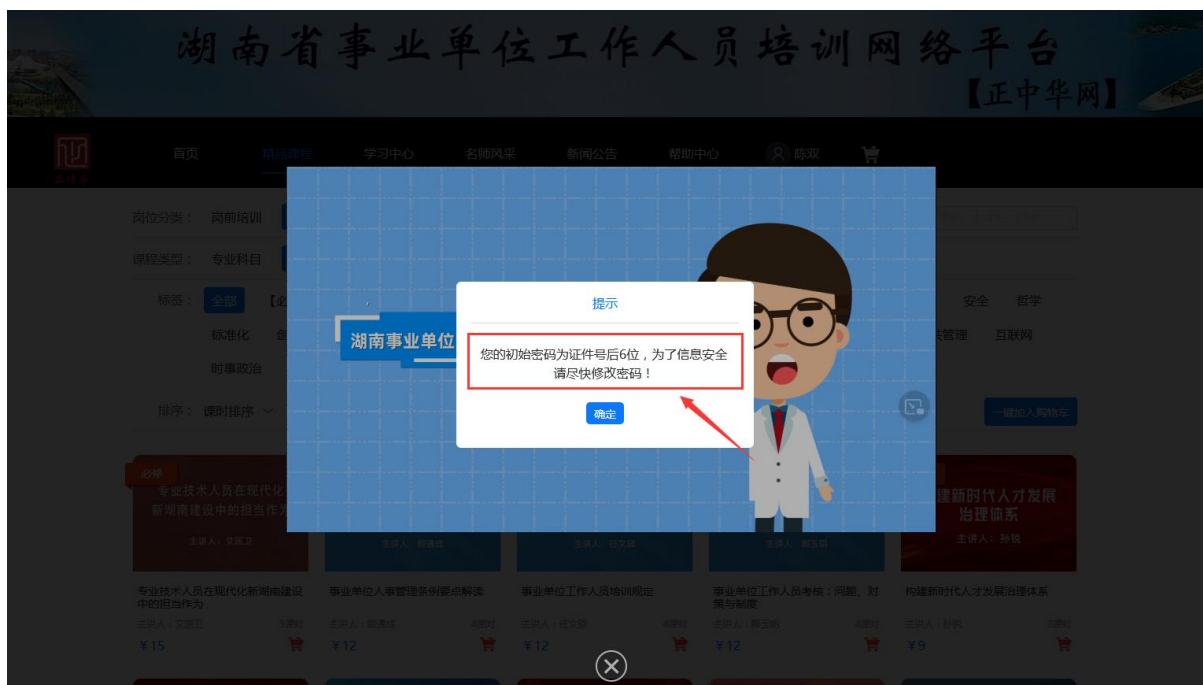 湖南省事业单位工作人员培训网络平台
【正中华网】
首页 精品课程 学习中心 名师风采 新闻公告 帮助中心 陈双
岗位分类： 岗前培训
课程类型： 专业科目
标签： 全部 【必 安全 哲学
标准化 管理 互联网
时事政治
排序： 课时排序 一键加入购物车
湖南事业单位
提示
您的初始密码为证件号后6位，为了信息安全
请尽快修改密码！
确定
必修
专业技术人员在现代化
新湖南建设中的担当作为
建新时代人才发展
治理体系
主讲人：孙锐
专业技术人员在现代化新湖南建设
中的担当作为
事业单位人事管理条例要点解读
事业单位工作人员培训规定
事业单位工作人员考核：问题、对
策与制度
构建新时代人才发展治理体系
¥15 ¥12 ¥12 ¥12 ¥9